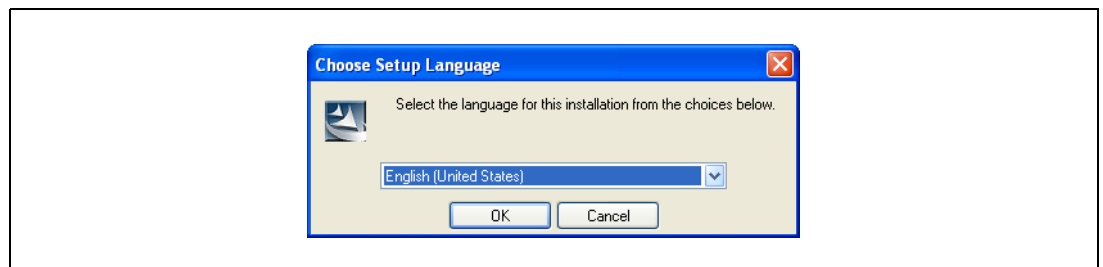 Choose Setup Language
Select the language for this installation from the choices below.
English (United States)
OK
Cancel